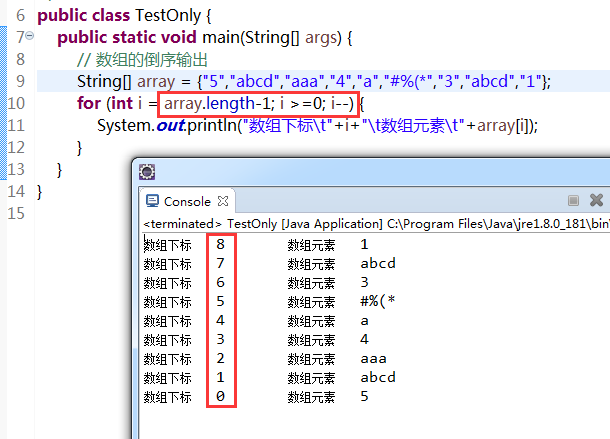 6 public class TestOnly {
7 public static void main(String[] args) {
8 // 数组的倒序输出
9 String[] array = {"5","abcd","aaa","4","a","#%(*","3","abcd","1"};
10 for (int i = array.length-1; i >=0; i--) {
11 System.out.println("数组下标\t"+i+"\t数组元素\t"+array[i]);
12 }
13 }
14 }
15
Console
<terminated> TestOnly [Java Application] C:\Program Files\Java\jre1.8.0_181\bin\
数组下标 8 数组元素 1
数组下标 7 数组元素 abcd
数组下标 6 数组元素 3
数组下标 5 数组元素 #%(*
数组下标 4 数组元素 a
数组下标 3 数组元素 4
数组下标 2 数组元素 aaa
数组下标 1 数组元素 abcd
数组下标 0 数组元素 5